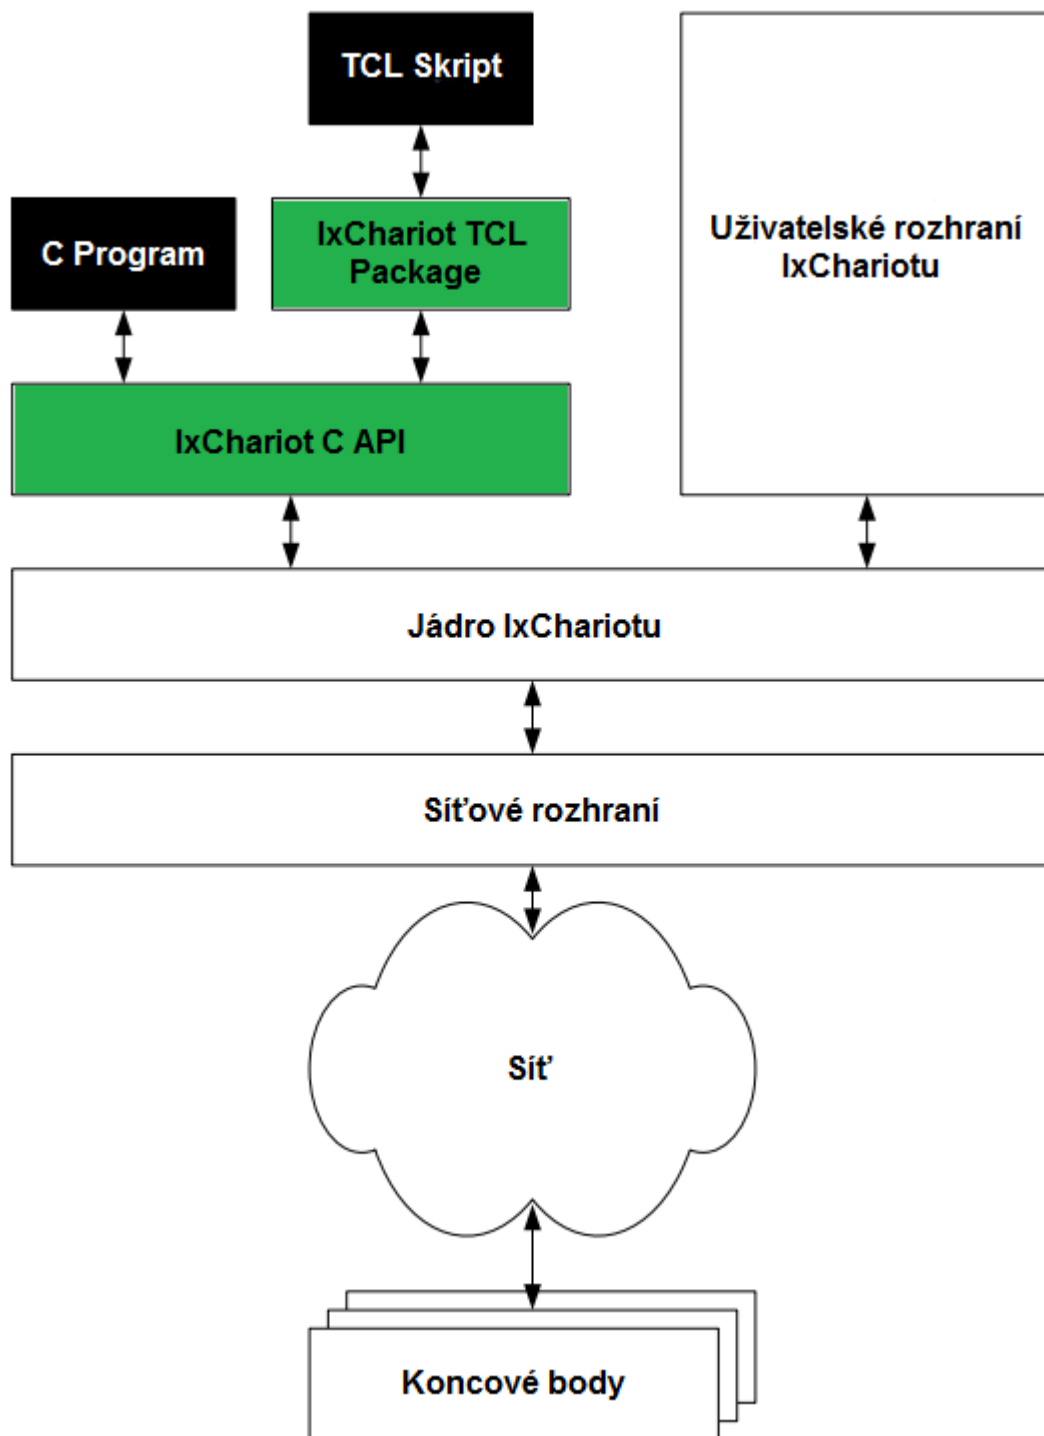 TCL Skript
C Program
IxChariot TCL
Package
Uživatelské rozhraní
IxChariotu
IxChariot C API
Jádro IxChariotu
Síťové rozhraní
Síť
Koncové body